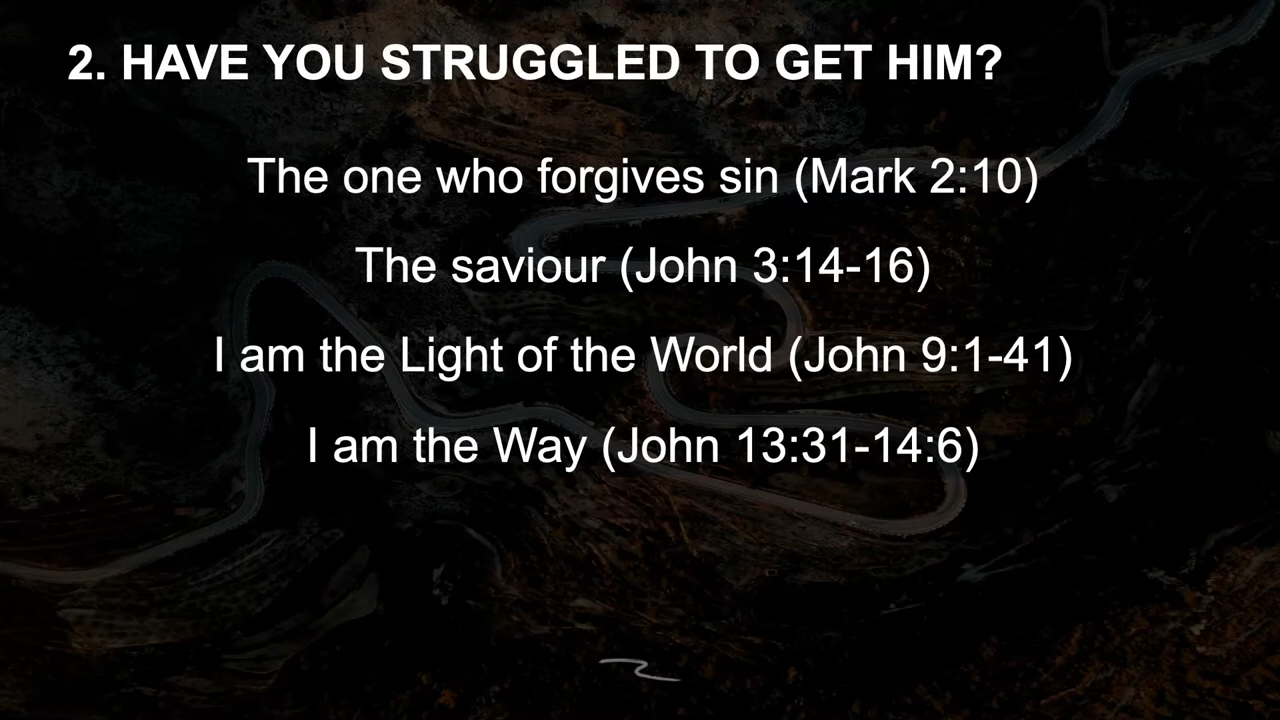 2. HAVE YOU STRUGGLED TO GET HIM?
The one who forgives sin (Mark 2:10)
The saviour (John 3:14-16)
I am the Light of the World (John 9:1-41)
I am the Way (John 13:31-14:6)